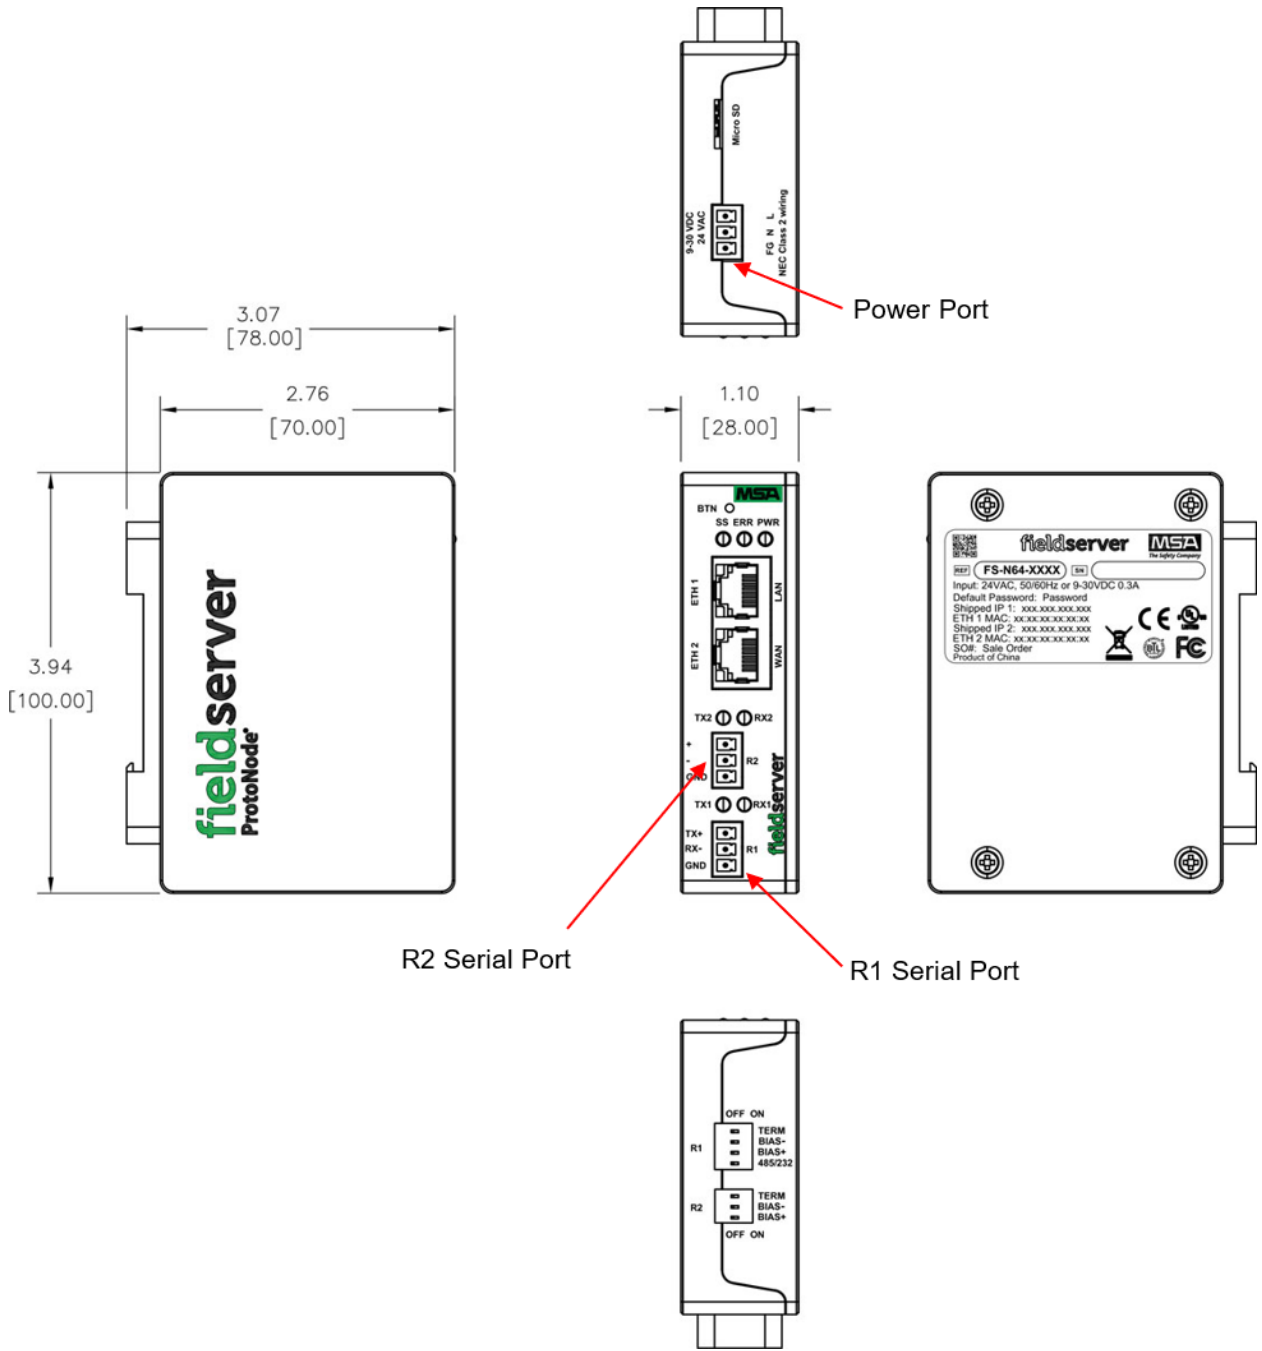 Micro SD
9-30 VDC
24 VAC
FG N L
NEC Class 2 wiring
Power Port
3.07
[78.00]
2.76
[70.00]
1.10
[28.00]
3.94
[100.00]
fieldserver
ProtoNode®
MSA
BTN
SS ERR PWR
ETH 1
LAN
ETH 2
WAN
TX2
RX2
+
-
GND
R2
TX1
RX1
TX+
RX-
GND
R1
fieldserver
R2 Serial Port
R1 Serial Port
fieldserver
MSA
The Safety Company
REF
FS-N64-XXXX
SN
Input: 24VAC, 50/60Hz or 9-30VDC 0.3A
Default Password: Password
Shipped IP 1: xxx.xxx.xxx.xxx
ETH 1 MAC: xx:xx:xx:xx:xx:xx
Shipped IP 2: xxx.xxx.xxx.xxx
ETH 2 MAC: xx:xx:xx:xx:xx:xx
SO#: Sale Order
Product of China
CE
UL
LISTED
BTL
FC
OFF ON
R1
TERM
BIAS-
BIAS+
485/232
R2
TERM
BIAS-
BIAS+
OFF ON